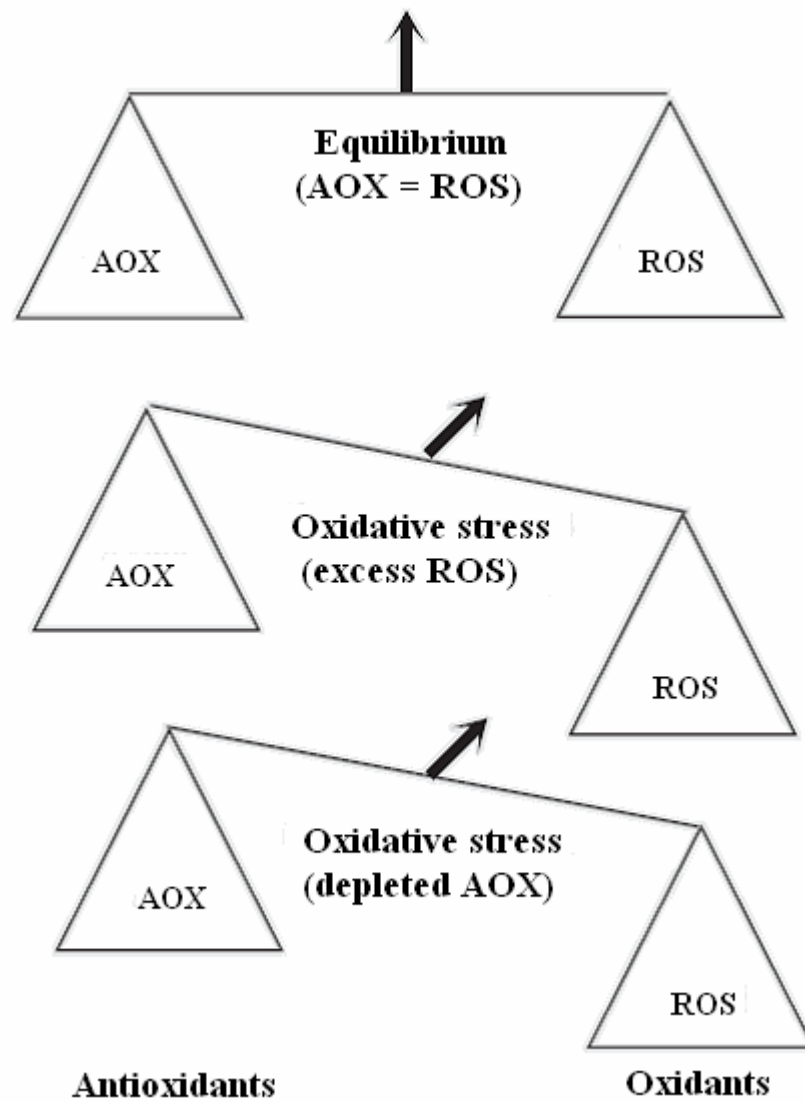 Equilibrium
(AOX = ROS)
AOX
ROS
Oxidative stress
(excess ROS)
AOX
ROS
Oxidative stress
(depleted AOX)
AOX
ROS
Antioxidants
Oxidants